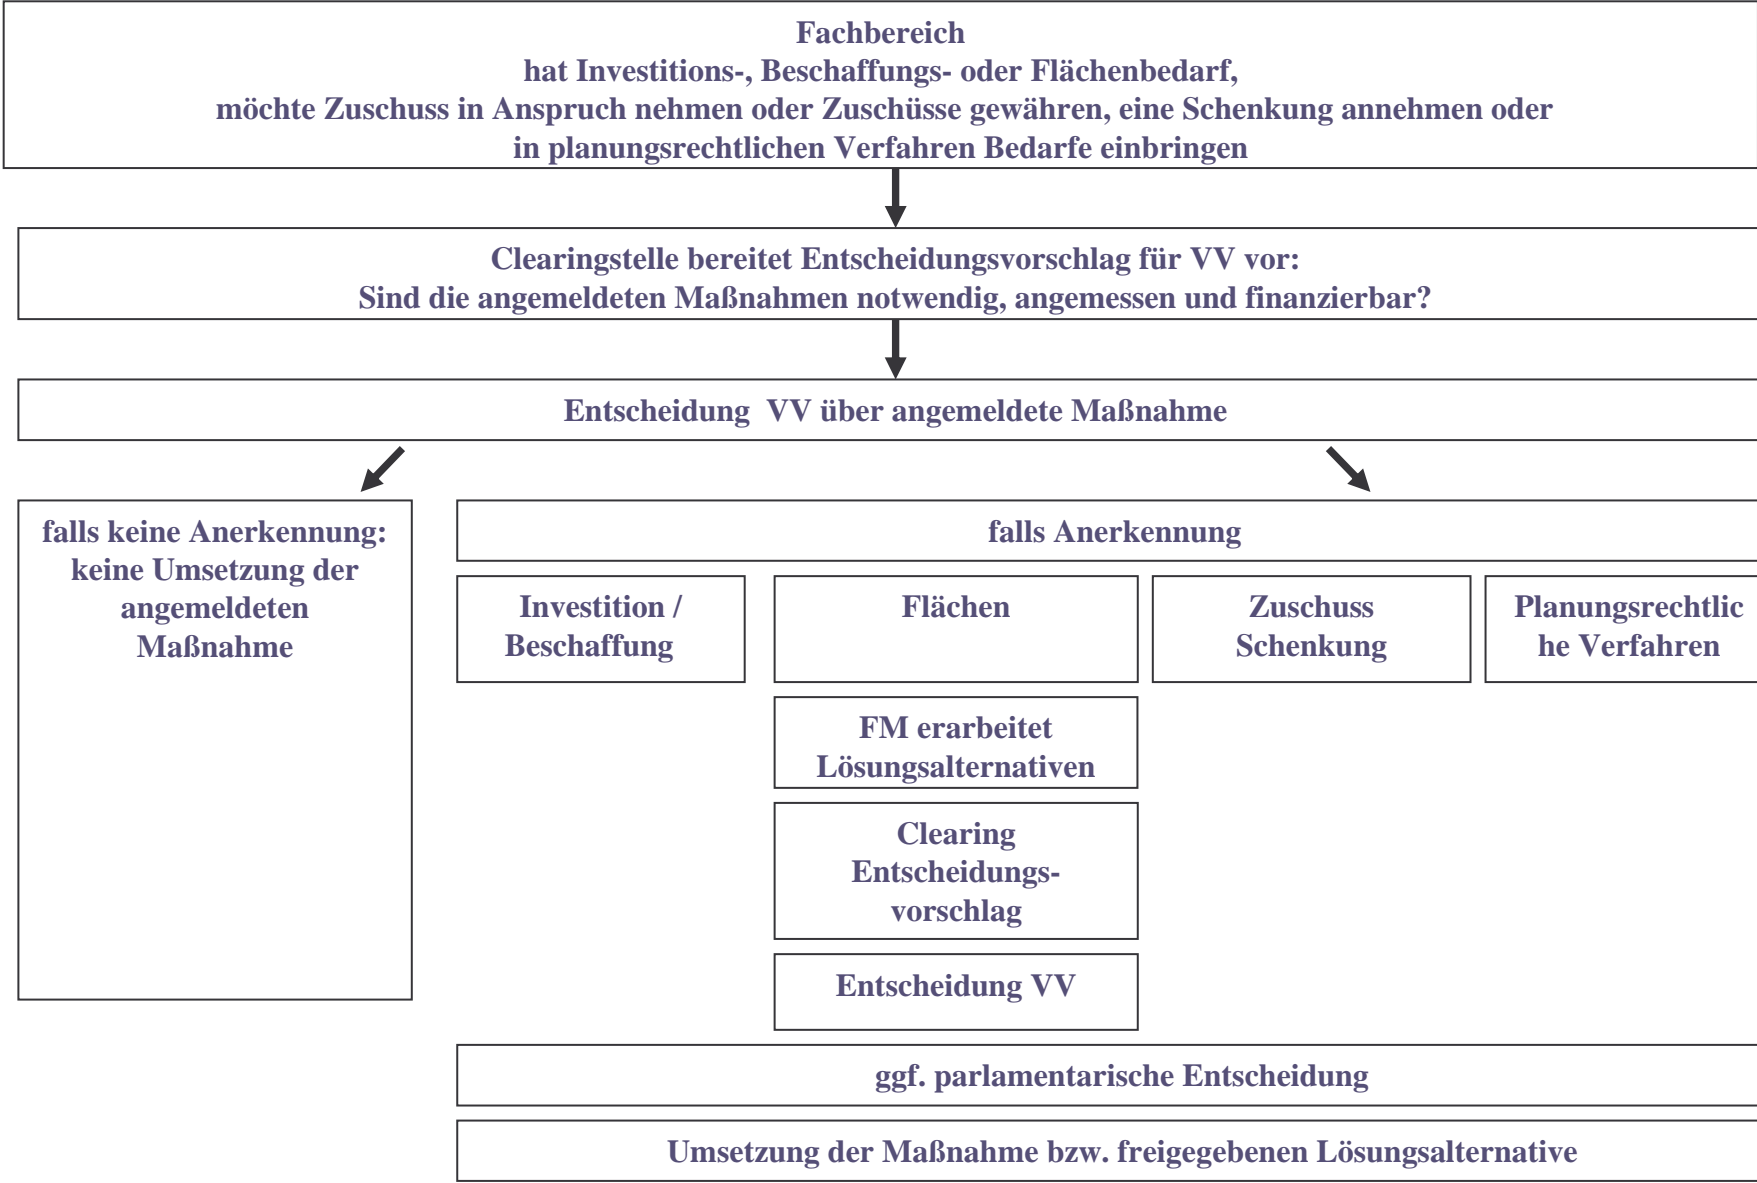 Fachbereich
hat Investitions-, Beschaffungs- oder Flächenbedarf,
möchte Zuschuss in Anspruch nehmen oder Zuschüsse gewähren, eine Schenkung annehmen oder
in planungsrechtlichen Verfahren Bedarfe einbringen
Clearingstelle bereitet Entscheidungsvorschlag für VV vor:
Sind die angemeldeten Maßnahmen notwendig, angemessen und finanzierbar?
Entscheidung VV über angemeldete Maßnahme
falls keine Anerkennung:
keine Umsetzung der
angemeldeten
Maßnahme
falls Anerkennung
Investition /
Beschaffung
Flächen
Zuschuss
Schenkung
Planungsrechtlic
he Verfahren
FM erarbeitet
Lösungsalternativen
Clearing
Entscheidungs-
vorschlag
Entscheidung VV
ggf. parlamentarische Entscheidung
Umsetzung der Maßnahme bzw. freigegebenen Lösungsalternative